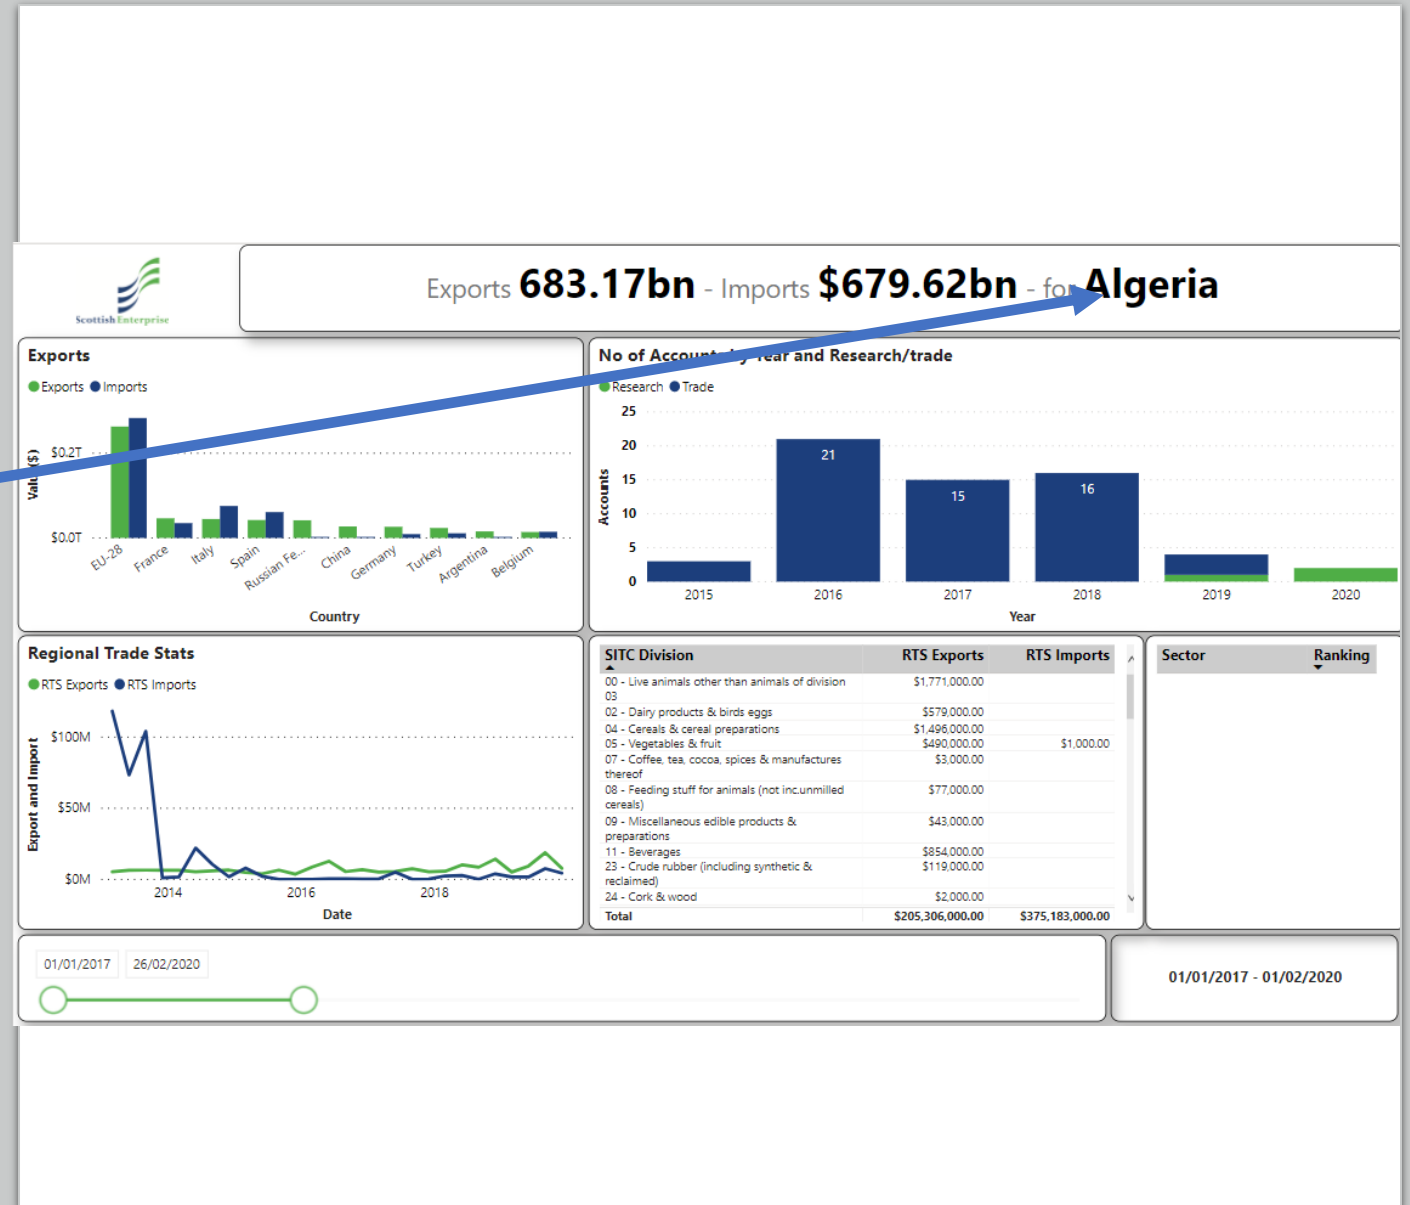 Scottish Enterprise
Exports 683.17bn - Imports $679.62bn - for Algeria
Exports
Exports Imports
Value ($)
$0.2T
$0.0T
EU-28 France Italy Spain Russian Fe... China Germany Turkey Argentina Belgium
Country
No of Accounts by Year and Research/trade
Research Trade
Accounts
25
20
15
10
5
0
21
15
16
2015 2016 2017 2018 2019 2020
Year
Regional Trade Stats
RTS Exports RTS Imports
Export and Import
$100M
$50M
$0M
2014 2016 2018
Date
SITC Division RTS Exports RTS Imports
00 - Live animals other than animals of division $1,771,000.00
03
02 - Dairy products & birds eggs $579,000.00
04 - Cereals & cereal preparations $1,496,000.00
05 - Vegetables & fruit $490,000.00 $1,000.00
07 - Coffee, tea, cocoa, spices & manufactures $3,000.00
thereof
08 - Feeding stuff for animals (not inc.unmilled $77,000.00
cereals)
09 - Miscellaneous edible products & $43,000.00
preparations
11 - Beverages $854,000.00
23 - Crude rubber (including synthetic & $119,000.00
reclaimed)
24 - Cork & wood $2,000.00
Total $205,306,000.00 $375,183,000.00
Sector Ranking
01/01/2017 26/02/2020
01/01/2017 - 01/02/2020